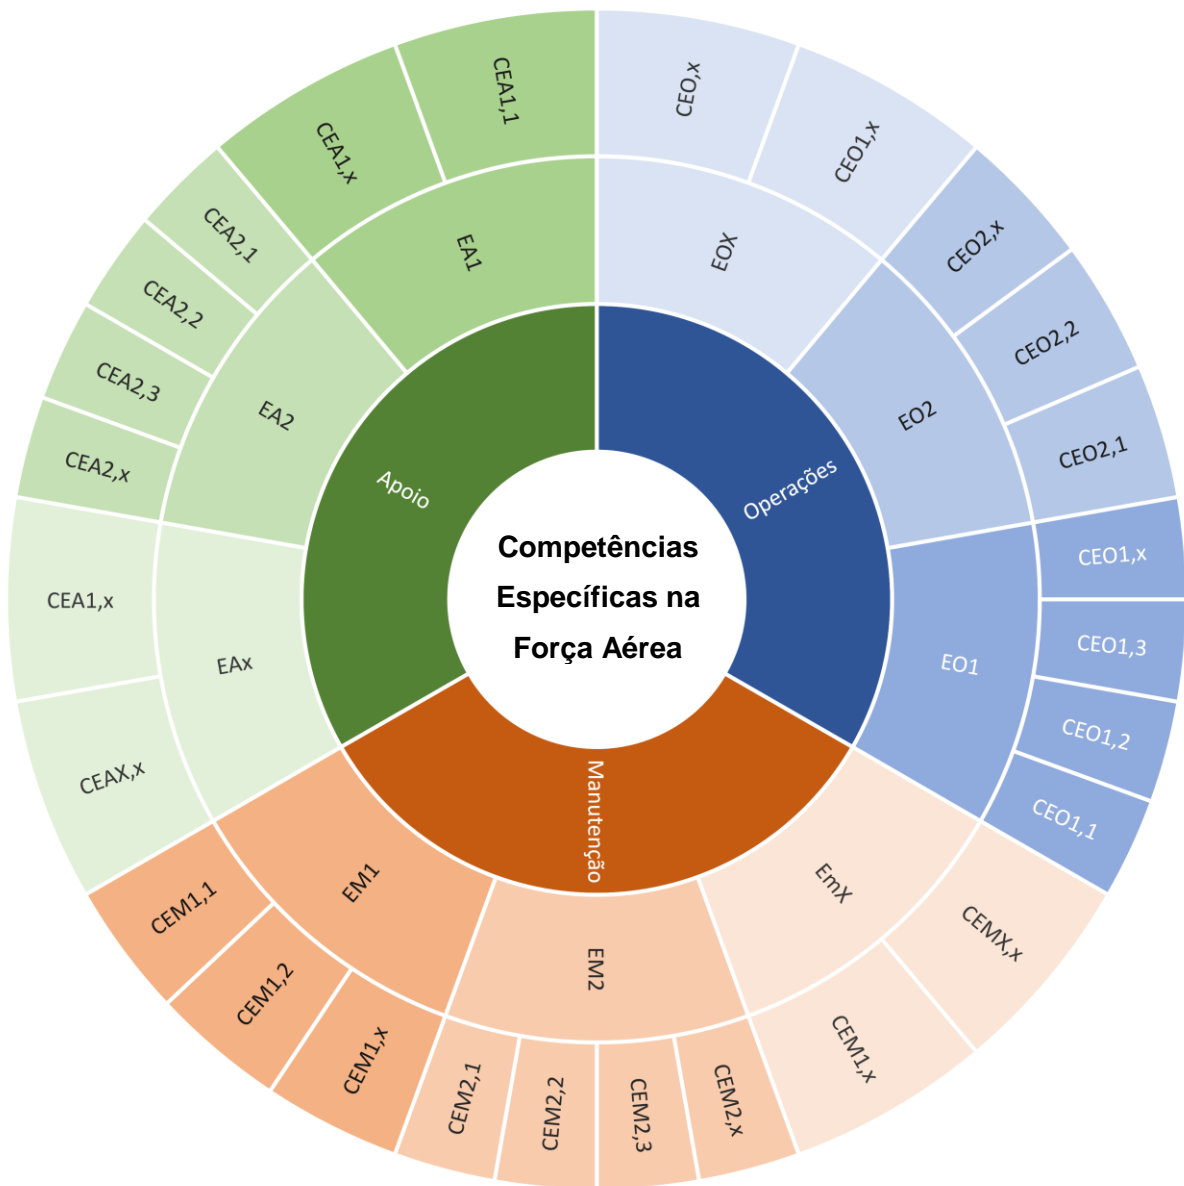 Competências
Específicas na
Força Aérea
Operações
EOX
CEO,x
CEO1,x
EO2
CEO2,x
CEO2,2
CEO2,1
EO1
CEO1,x
CEO1,3
CEO1,2
CEO1,1
Manutenção
EmX
CEMX,x
CEM1,x
EM2
CEM2,x
CEM2,3
CEM2,2
CEM2,1
EM1
CEM1,x
CEM1,2
CEM1,1
Apoio
EAx
CEAX,x
CEA1,x
EA2
CEA2,x
CEA2,3
CEA2,2
CEA2,1
EA1
CEA1,x
CEA1,1